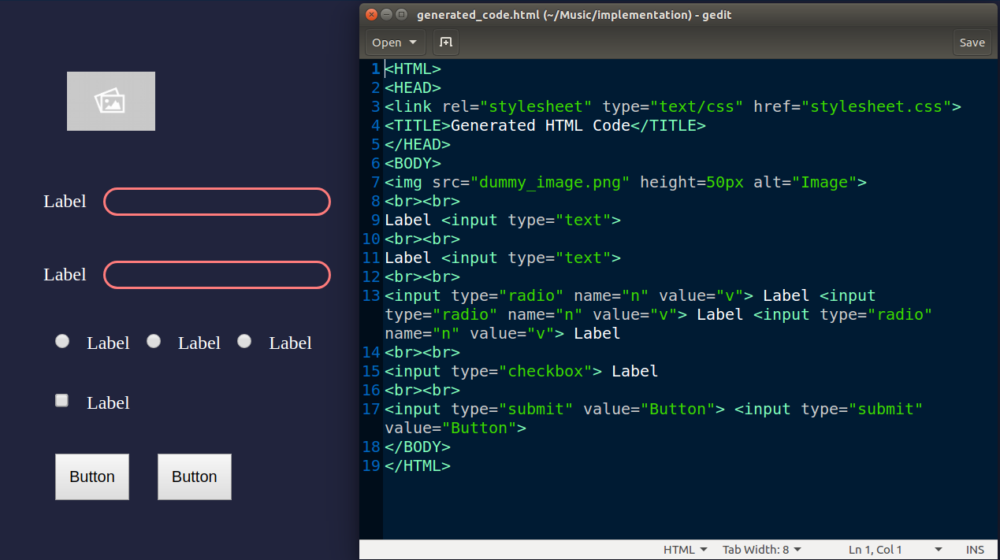 Label
Label
Label Label Label
Label
Button Button
generated_code.html (~/Music/implementation) - gedit
Open Save
1 <HTML>
2 <HEAD>
3 <link rel="stylesheet" type="text/css" href="stylesheet.css">
4 <TITLE>Generated HTML Code</TITLE>
5 </HEAD>
6 <BODY>
7 <img src="dummy_image.png" height=50px alt="Image">
8 <br><br>
9 Label <input type="text">
10 <br><br>
11 Label <input type="text">
12 <br><br>
13 <input type="radio" name="n" value="v"> Label <input
type="radio" name="n" value="v"> Label <input type="radio"
name="n" value="v"> Label
14 <br><br>
15 <input type="checkbox"> Label
16 <br><br>
17 <input type="submit" value="Button"> <input type="submit"
value="Button">
18 </BODY>
19 </HTML>
HTML Tab Width: 8 Ln 1, Col 1 INS